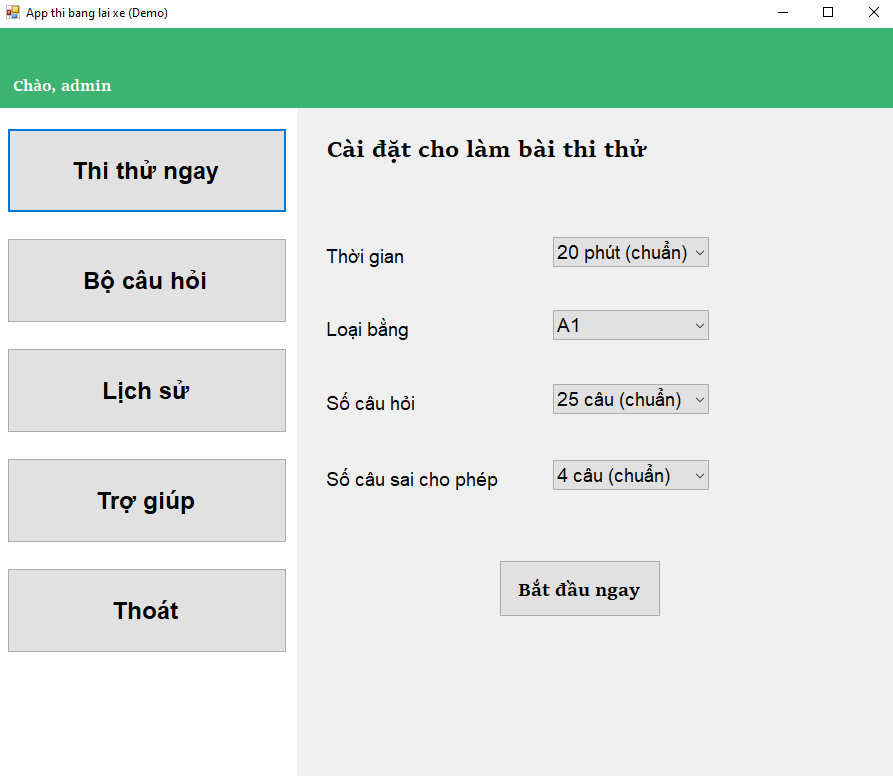 App thi bang lai xe (Demo)
Chào, admin
Thi thử ngay
Bộ câu hỏi
Lịch sử
Trợ giúp
Thoát
Cài đặt cho làm bài thi thử
Thời gian
20 phút (chuẩn)
Loại bằng
A1
Số câu hỏi
25 câu (chuẩn)
Số câu sai cho phép
4 câu (chuẩn)
Bắt đầu ngay